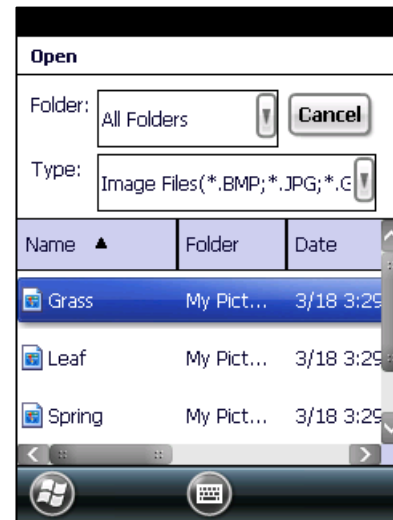 Open
Folder: All Folders Cancel
Type: Image Files(*.BMP;*.JPG;*.G
Name Folder Date
Grass My Pict... 3/18 3:29
Leaf My Pict... 3/18 3:29
Spring My Pict... 3/18 3:29